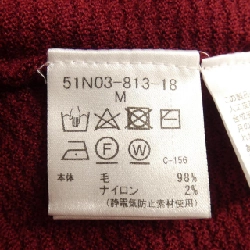 51N03-813-18
M
F W
C-156
本体 毛 98%
ナイロン 2%
(静電気防止素材使用)